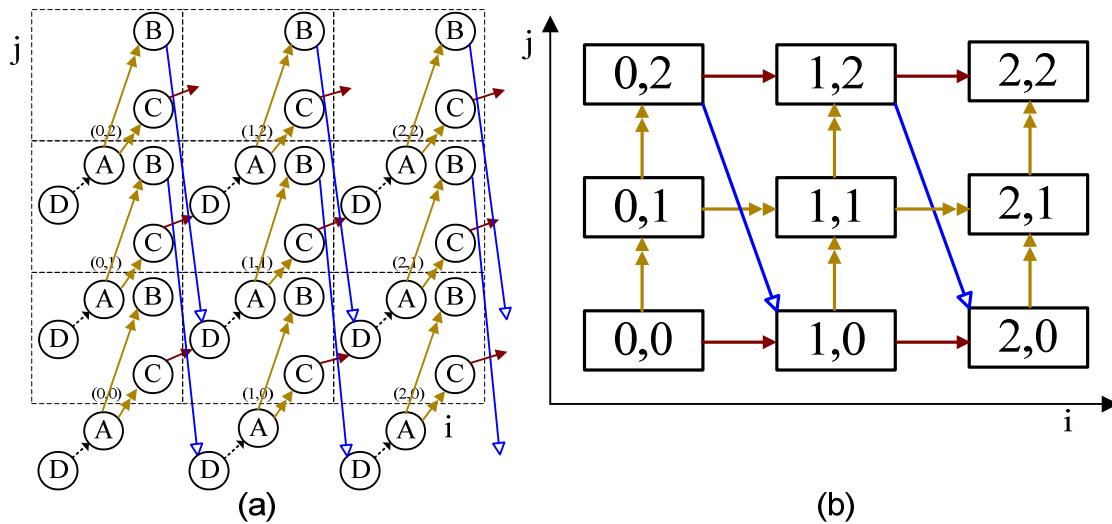 j
B B B
C C C
(0,2) (1,2) (2,2)
A B A B A B
D D D
C C C
(0,1) (1,1) (2,1)
A B A B A B
D D D
C C C
(0,0) (1,0) (2,0)
A A A
i
D D D
(a)
j
0,2 1,2 2,2
0,1 1,1 2,1
0,0 1,0 2,0
i
(b)